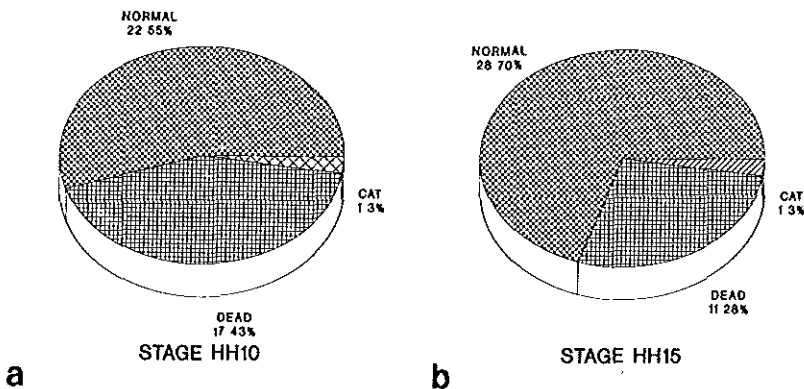 NORMAL
22 55%
CAT
1 3%
DEAD
17 43%
STAGE HH10
a
NORMAL
28 70%
CAT
1 3%
DEAD
11 28%
STAGE HH15
b